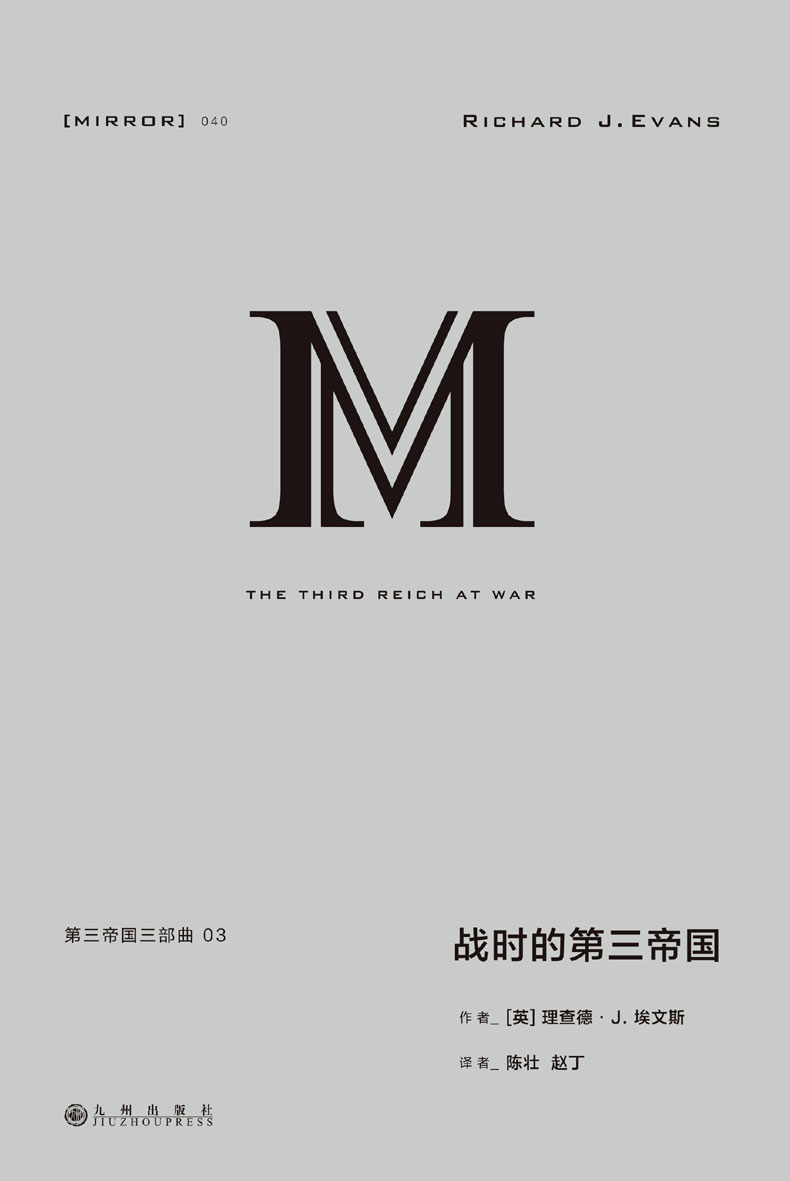 [MIRROR] 040
RICHARD J. EVANS
M
THE THIRD REICH AT WAR
第三帝国三部曲 03
战时的第三帝国
作者_ [英] 理查德·J. 埃文斯
译者_ 陈壮 赵丁
九州出版社
JIUZHOUPRESS